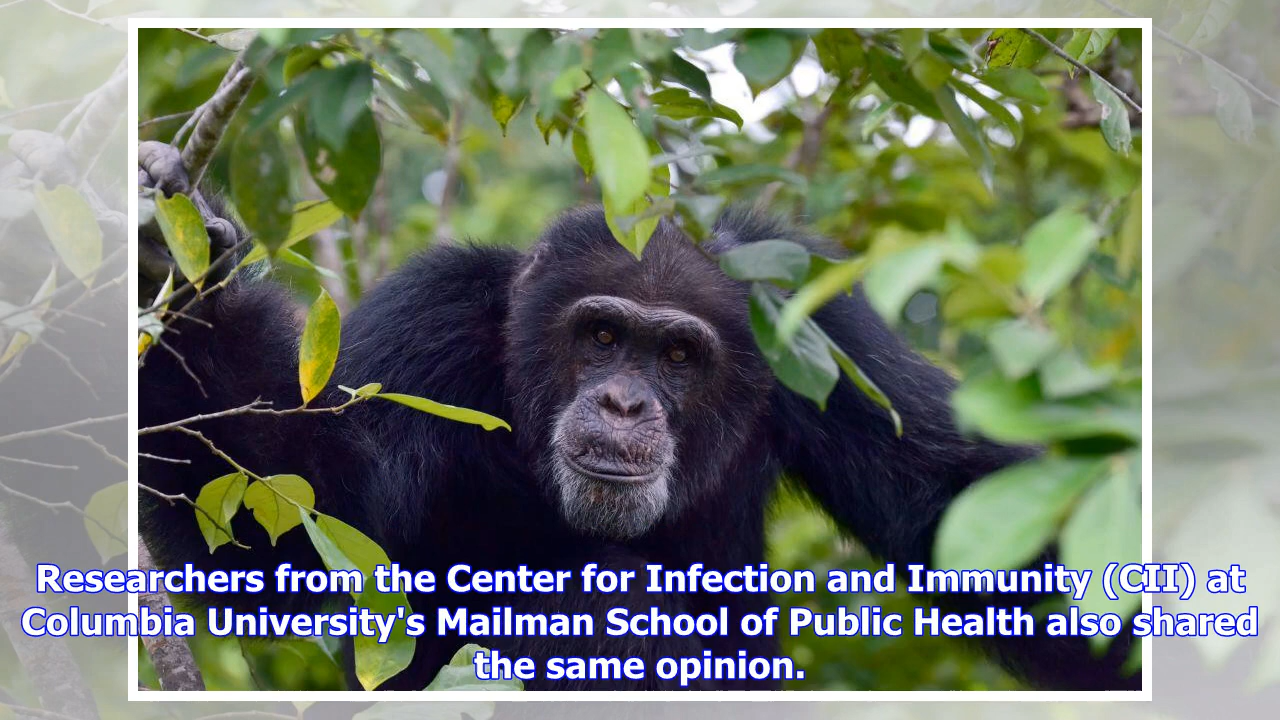 Researchers from the Center for Infection and Immunity (CII) at
Columbia University's Mailman School of Public Health also shared
the same opinion.